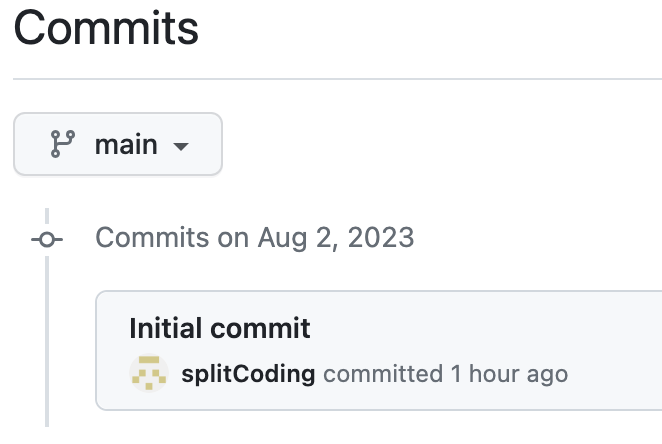 Commits
main
Commits on Aug 2, 2023
Initial commit
splitCoding committed 1 hour ago